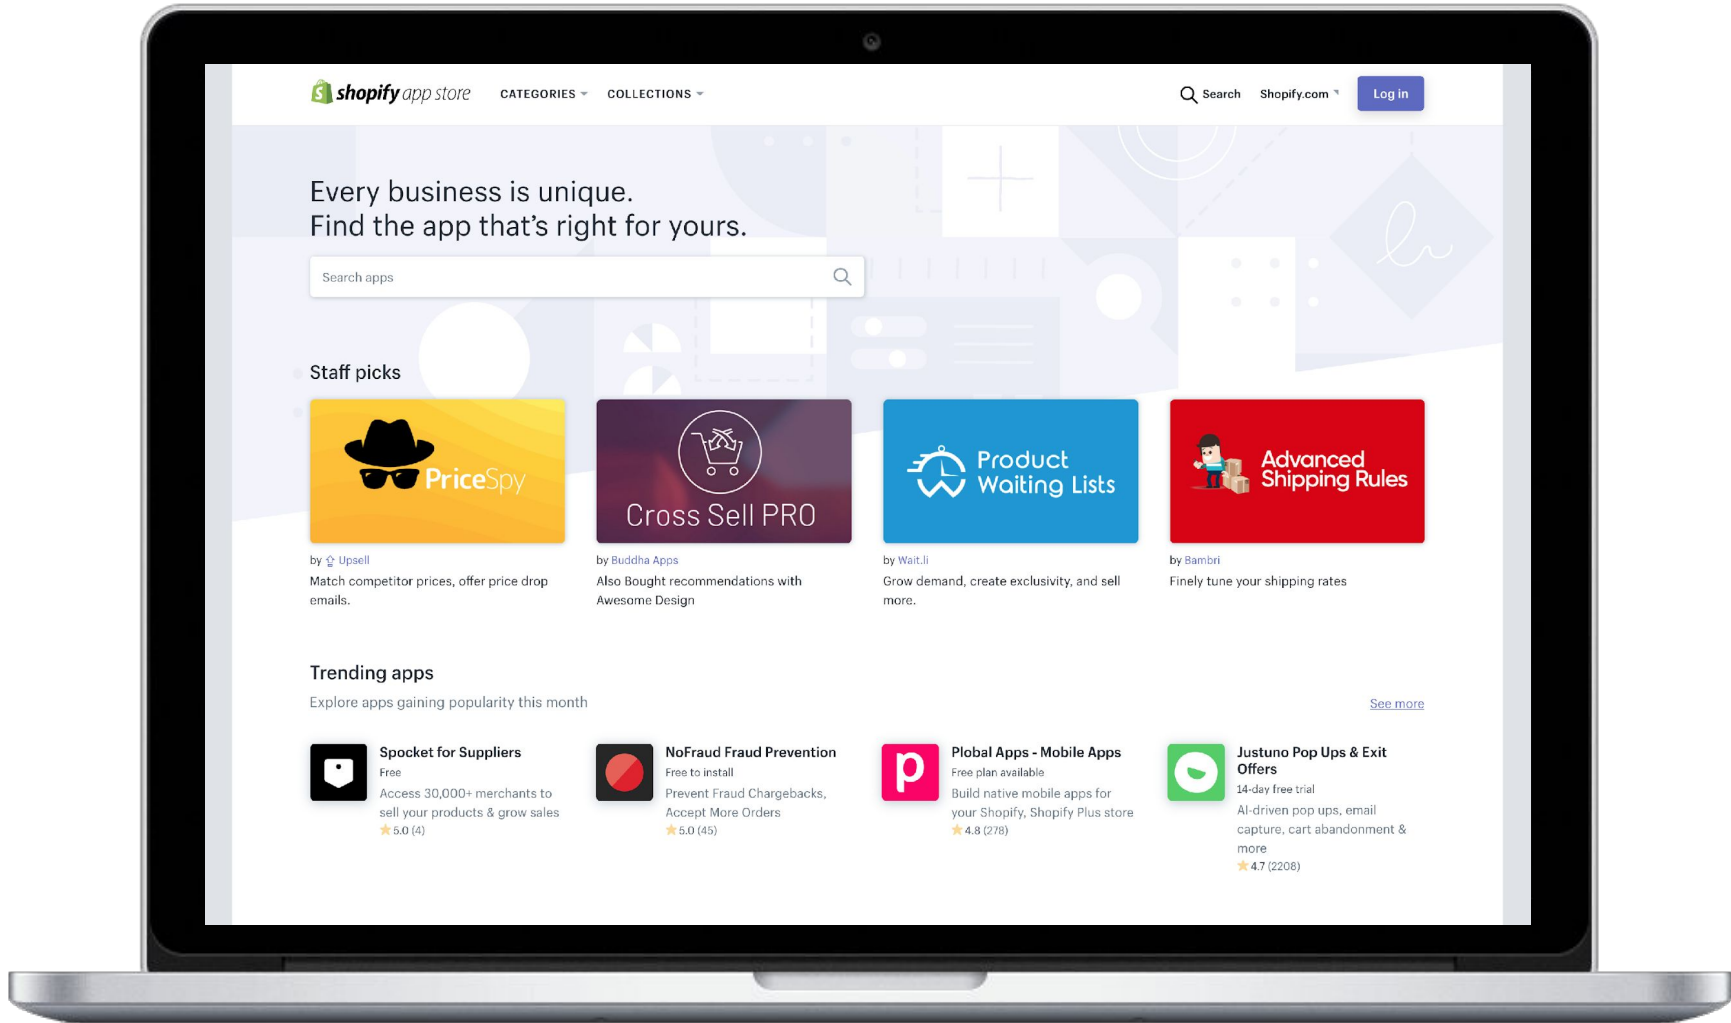 shopify app store CATEGORIES COLLECTIONS Search Shopify.com Log in
Every business is unique.
Find the app that's right for yours.
Search apps
Staff picks
PriceSpy
Cross Sell PRO
Product
Waiting Lists
Advanced
Shipping Rules
by Upsell
Match competitor prices, offer price drop
emails.
by Buddha Apps
Also Bought recommendations with
Awesome Design
by Wait.li
Grow demand, create exclusivity, and sell
more.
by Bambri
Finely tune your shipping rates
Trending apps
Explore apps gaining popularity this month
See more
Spocket for Suppliers
Free
Access 30,000+ merchants to
sell your products & grow sales
5.0 (4)
NoFraud Fraud Prevention
Free to install
Prevent Fraud Chargebacks,
Accept More Orders
5.0 (45)
p
Plobal Apps - Mobile Apps
Free plan available
Build native mobile apps for
your Shopify, Shopify Plus store
4.8 (278)
Justuno Pop Ups & Exit
Offers
14-day free trial
AI-driven pop ups, email
capture, cart abandonment &
more
4.7 (2208)